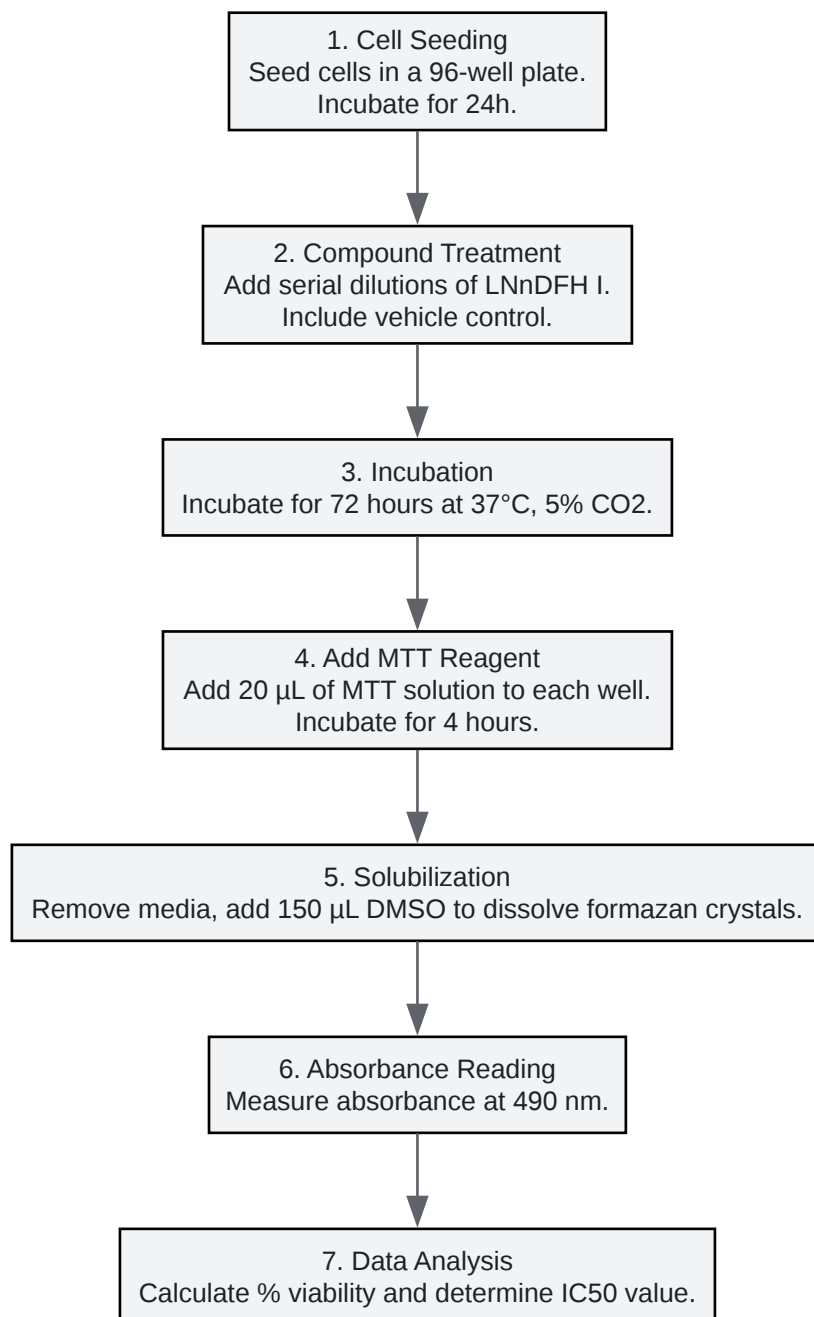 1. Cell Seeding
Seed cells in a 96-well plate.
Incubate for 24h.
2. Compound Treatment
Add serial dilutions of LNnDFH I.
Include vehicle control.
3. Incubation
Incubate for 72 hours at 37°C, 5% CO2.
4. Add MTT Reagent
Add 20 µL of MTT solution to each well.
Incubate for 4 hours.
5. Solubilization
Remove media, add 150 µL DMSO to dissolve formazan crystals.
6. Absorbance Reading
Measure absorbance at 490 nm.
7. Data Analysis
Calculate % viability and determine IC50 value.